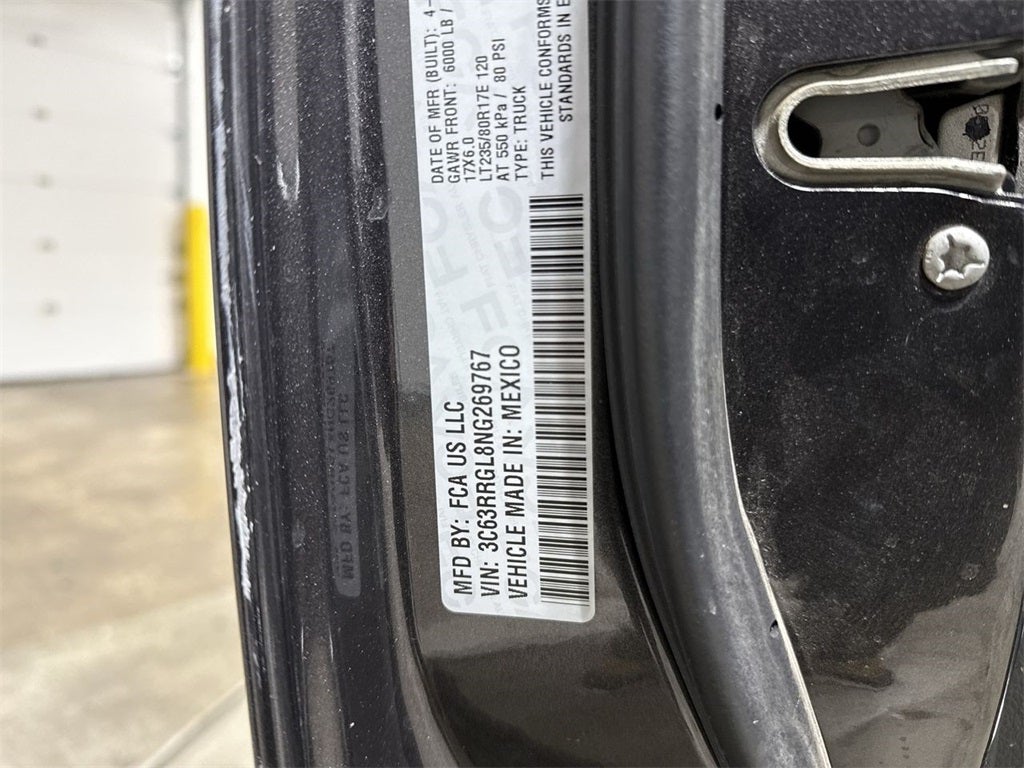 MFD BY: FCA US LLC
DATE OF MFR (BUILT): 4-
GAWR FRONT: 6000 LB /
17X6.0
LT235/80R17E 120
AT 550 kPa / 80 PSI
TYPE: TRUCK
VIN: 3C63RRGL8NG269767
VEHICLE MADE IN: MEXICO
THIS VEHICLE CONFORMS
STANDARDS IN